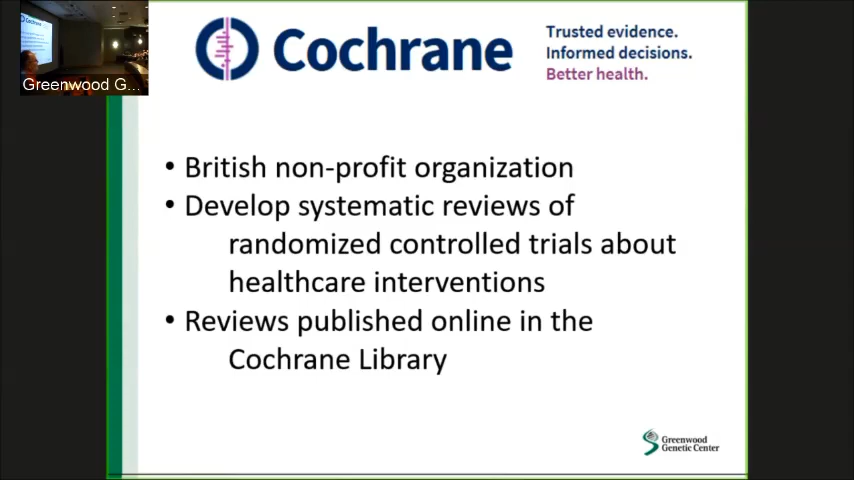 Cochrane
Trusted evidence.
Informed decisions.
Better health.
Cochrane
Greenwood G...
• British non-profit organization
• Develop systematic reviews of
randomized controlled trials about
healthcare interventions
• Reviews published online in the
Cochrane Library
Greenwood
Genetic Center